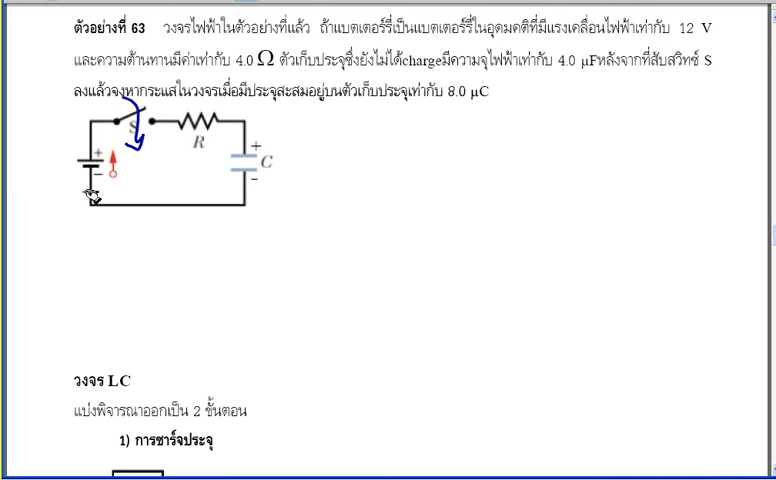 ตัวอย่างที่ 63 วงจรไฟฟ้าในตัวอย่างที่แล้ว ถ้าแบตเตอร์รี่เป็นแบตเตอร์รี่ในอุดมคติที่มีแรงเคลื่อนไฟฟ้าเท่ากับ 12 V
และความต้านทานมีค่าเท่ากับ 4.0 Ω ตัวเก็บประจุซึ่งยังไม่ได้chargeมีความจุไฟฟ้าเท่ากับ 4.0 µFหลังจากที่สับสวิทซ์ S
ลงแล้วจงหากระแสในวงจรเมื่อมีประจุสะสมอยู่บนตัวเก็บประจุเท่ากับ 8.0 µC
S
R
+
+
C
−
-
วงจร LC
แบ่งพิจารณาออกเป็น 2 ขั้นตอน
1) การชาร์จประจุ